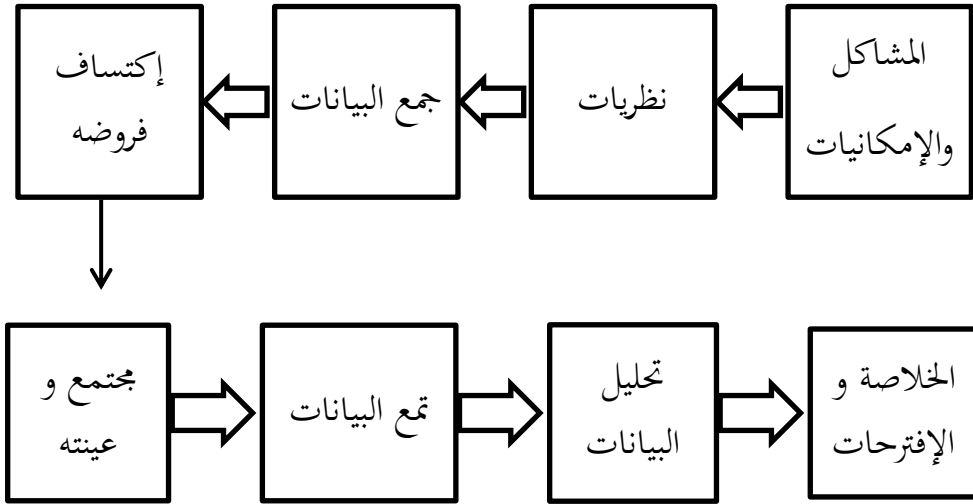 المشاكل
والإمكانيات
نظريات
جمع البيانات
إكتساف
فروضه
مجتمع و
عينته
تمع البيانات
تحليل
البيانات
الخلاصة و
الإفترحات